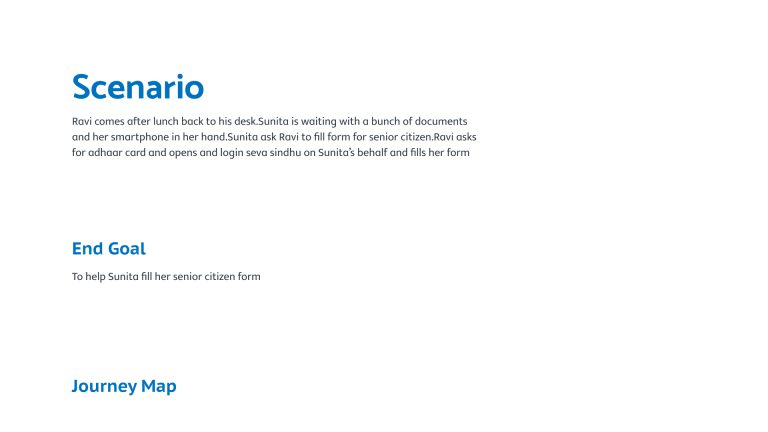 Scenario
Ravi comes after lunch back to his desk.Sunita is waiting with a bunch of documents
and her smartphone in her hand.Sunita ask Ravi to fill form for senior citizen.Ravi asks
for adhaar card and opens and login seva sindhu on Sunita's behalf and fills her form
End Goal
To help Sunita fill her senior citizen form
Journey Map